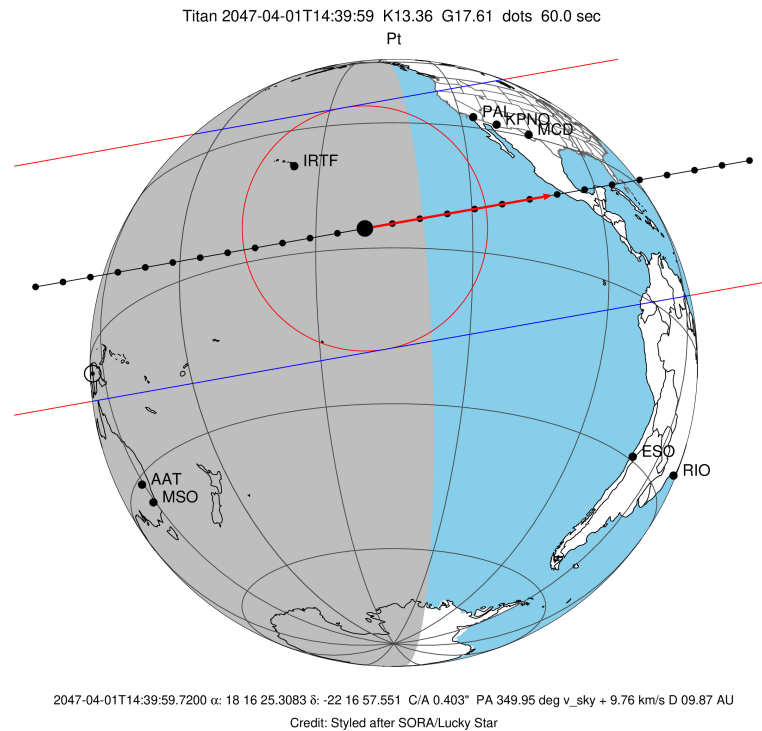 Titan 2047-04-01T14:39:59 K13.36 G17.61 dots 60.0 sec
Pt
PAL
KPNO
MCD
IRTF
ESO
RIO
AAT
MSO
2047-04-01T14:39:59.7200 α: 18 16 25.3083 δ: -22 16 57.551 C/A 0.403" PA 349.95 deg v_sky + 9.76 km/s D 09.87 AU
Credit: Styled after SORA/Lucky Star